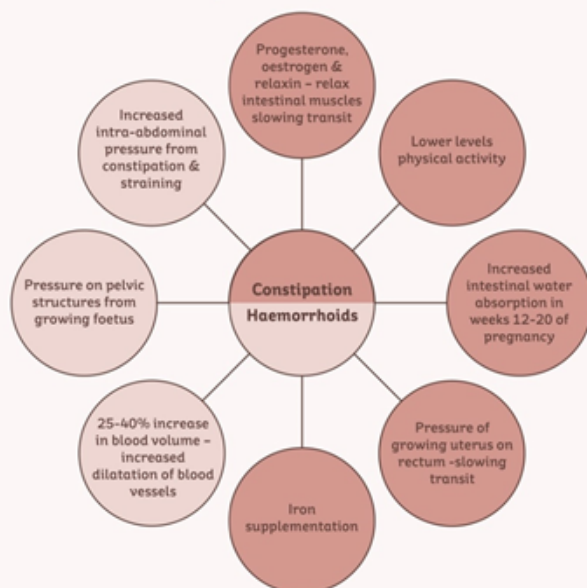 Progesterone,
oestrogen &
relaxin – relax
intestinal muscles
slowing transit
Lower levels
physical activity
Increased
intestinal water
absorption in
weeks 12-20 of
pregnancy
Pressure of
growing uterus on
rectum -slowing
transit
Iron
supplementation
25-40% increase
in blood volume –
increased
dilatation of blood
vessels
Pressure on pelvic
structures from
growing foetus
Increased
intra-abdominal
pressure from
constipation &
straining
Constipation
Haemorrhoids